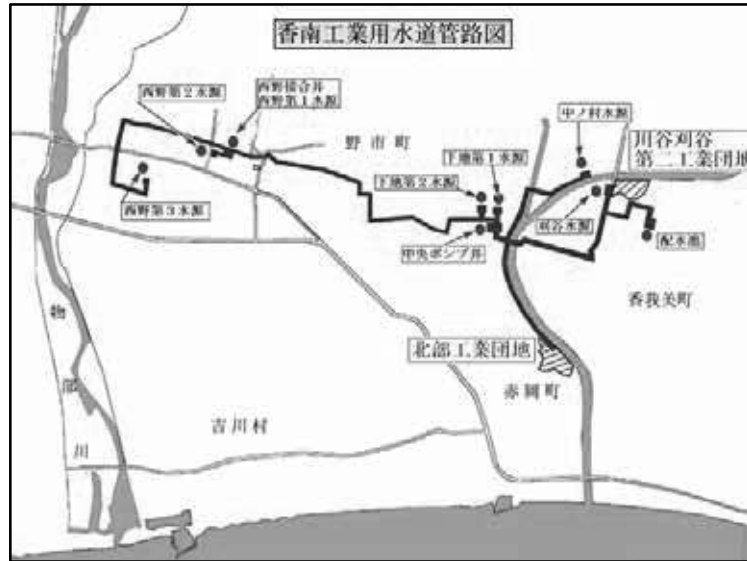 香南工業用水道管路図
西野接合井
西野第1水源
西野第2水源
野市町
中ノ村水源
川谷刈谷
第二工業団地
下地第1水源
下地第2水源
西野第3水源
刈谷水源
中央ポンプ井
配水池
香我美町
物部川
北部工業団地
赤岡町
吉川村